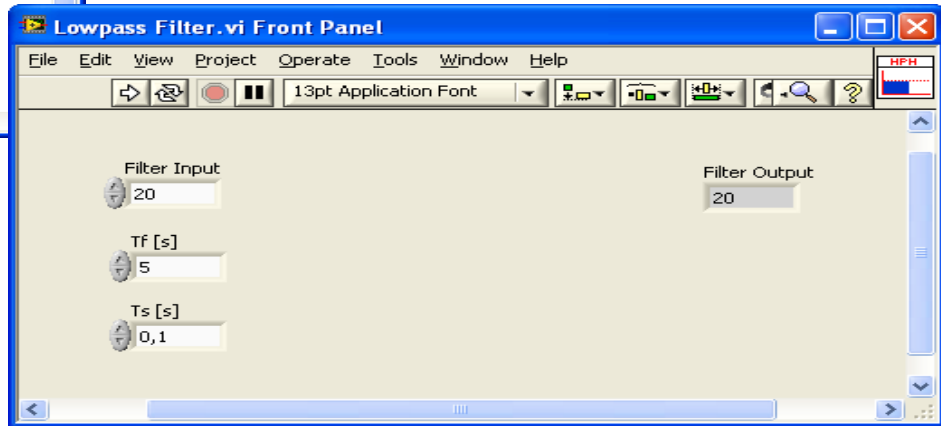 Lowpass Filter.vi Front Panel
File Edit View Project Operate Tools Window Help
HPH
13pt Application Font
Filter Input
20
Filter Output
20
Tf [s]
5
Ts [s]
0,1